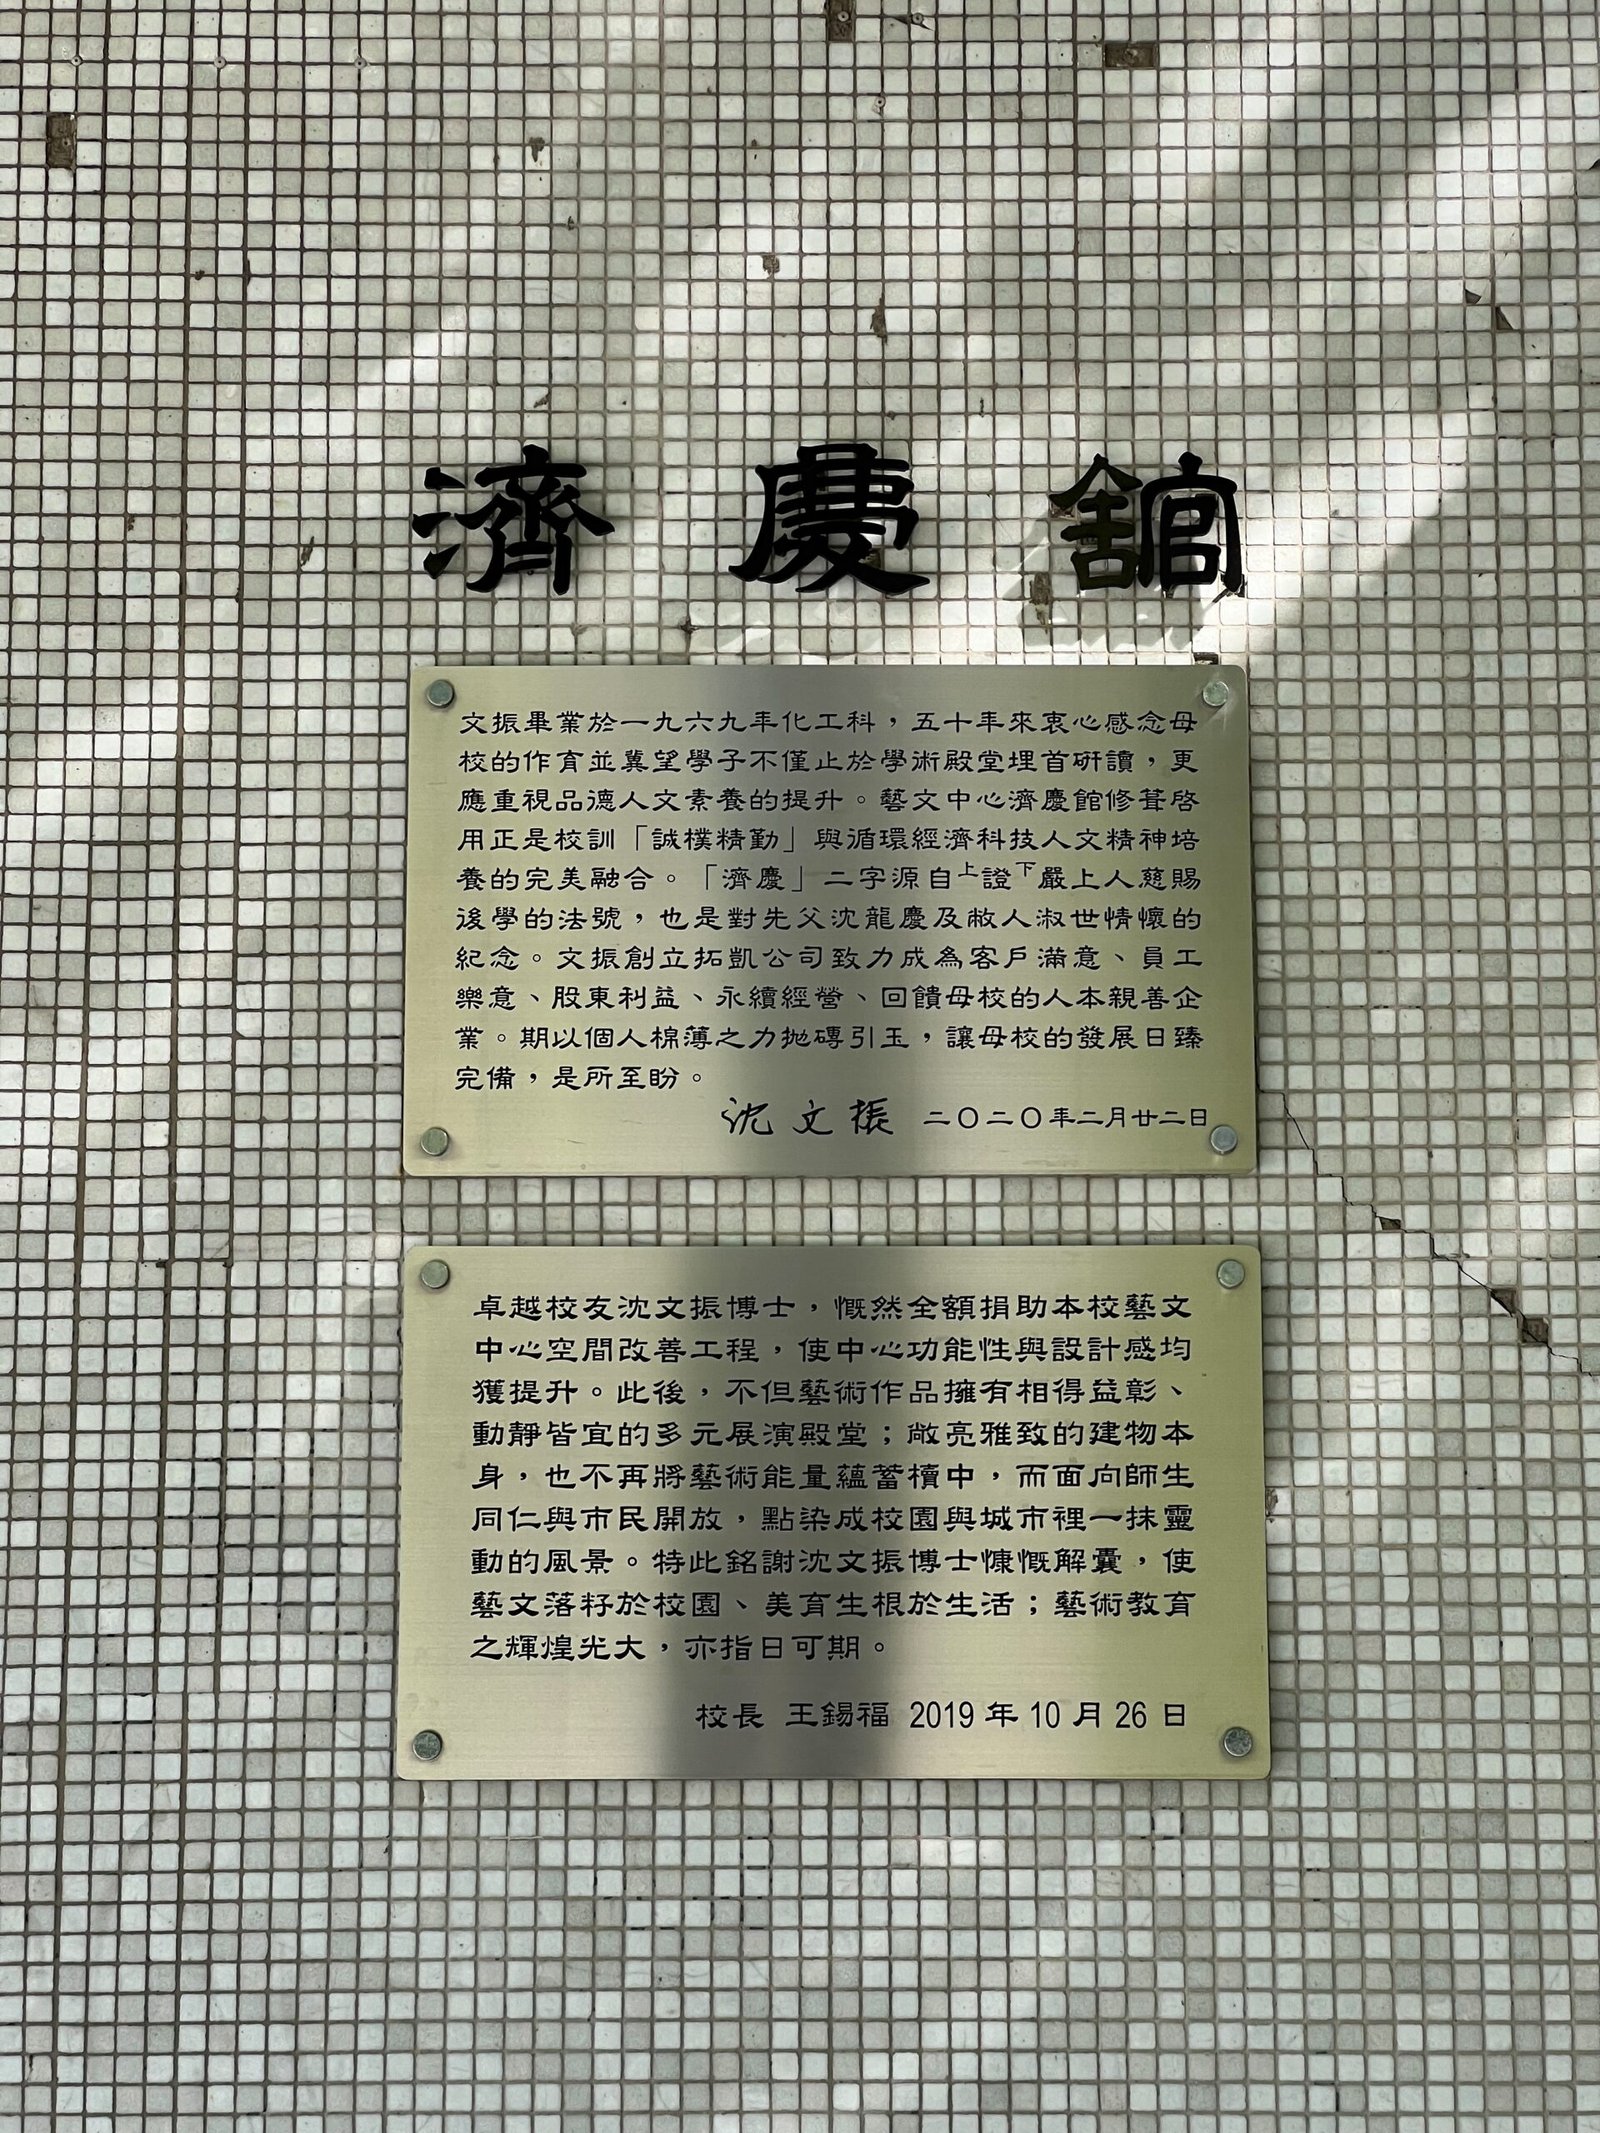 濟慶舘
文振畢業於一九六九年化工科，五十年來衷心感念母
校的作育並冀望學子不僅止於學術殿堂埋首研讀，更
應重視品德人文素養的提升。藝文中心濟慶館修葺啓
用正是校訓「誠樸精勤」與循環經濟科技人文精神培
養的完美融合。「濟慶」二字源自上證下嚴上人慈賜
後學的法號，也是對先父沈龍慶及敝人淑世情懷的
紀念。文振創立拓凱公司致力成為客戶滿意、員工
樂意、股東利益、永續經營、回饋母校的人本親善企
業。期以個人棉薄之力拋磚引玉，讓母校的發展日臻
完備，是所至盼。
沈文振 二〇二〇年二月廿二日
卓越校友沈文振博士，慨然全額捐助本校藝文
中心空間改善工程，使中心功能性與設計感均
獲提升。此後，不但藝術作品擁有相得益彰、
動靜皆宜的多元展演殿堂；敞亮雅致的建物本
身，也不再將藝術能量蘊蓄櫝中，而面向師生
同仁與市民開放，點染成校園與城市裡一抹靈
動的風景。特此銘謝沈文振博士慷慨解囊，使
藝文落籽於校園、美育生根於生活；藝術教育
之輝煌光大，亦指日可期。
校長 王錫福 2019 年 10 月 26 日